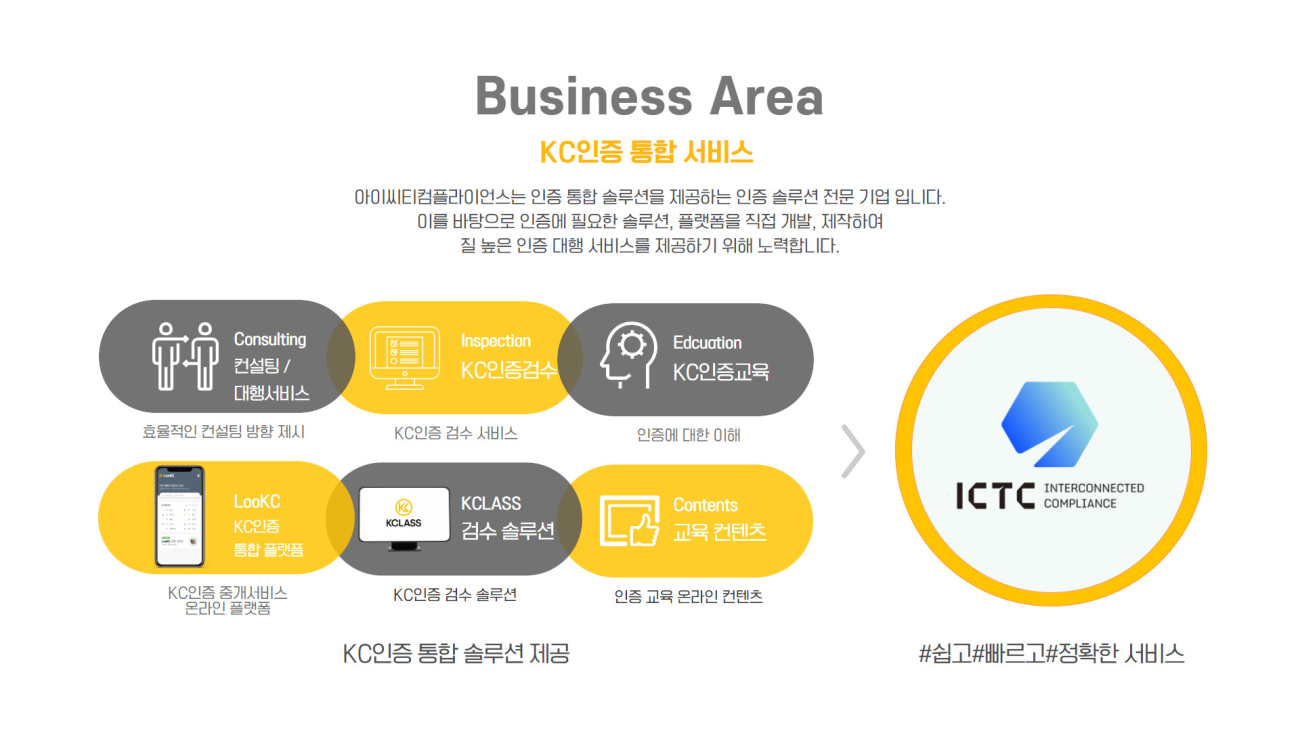 Business Area
KC인증 통합 서비스
아이씨티컴플라이언스는 인증 통합 솔루션을 제공하는 인증 솔루션 전문 기업 입니다.
이를 바탕으로 인증에 필요한 솔루션, 플랫폼을 직접 개발, 제작하여
질 높은 인증 대행 서비스를 제공하기 위해 노력합니다.
Consulting
컨설팅 /
대행서비스
효율적인 컨설팅 방향 제시
Inspection
KC인증검수
KC인증 검수 서비스
Edcuation
KC인증교육
인증에 대한 이해
LooKC
KC인증
통합 플랫폼
KC인증 중개서비스
온라인 플랫폼
KCLASS
KCLASS
검수 솔루션
KC인증 검수 솔루션
Contents
교육 컨텐츠
인증 교육 온라인 컨텐츠
KC인증 통합 솔루션 제공
ICTC INTERCONNECTED
COMPLIANCE
#쉽고#빠르고#정확한 서비스